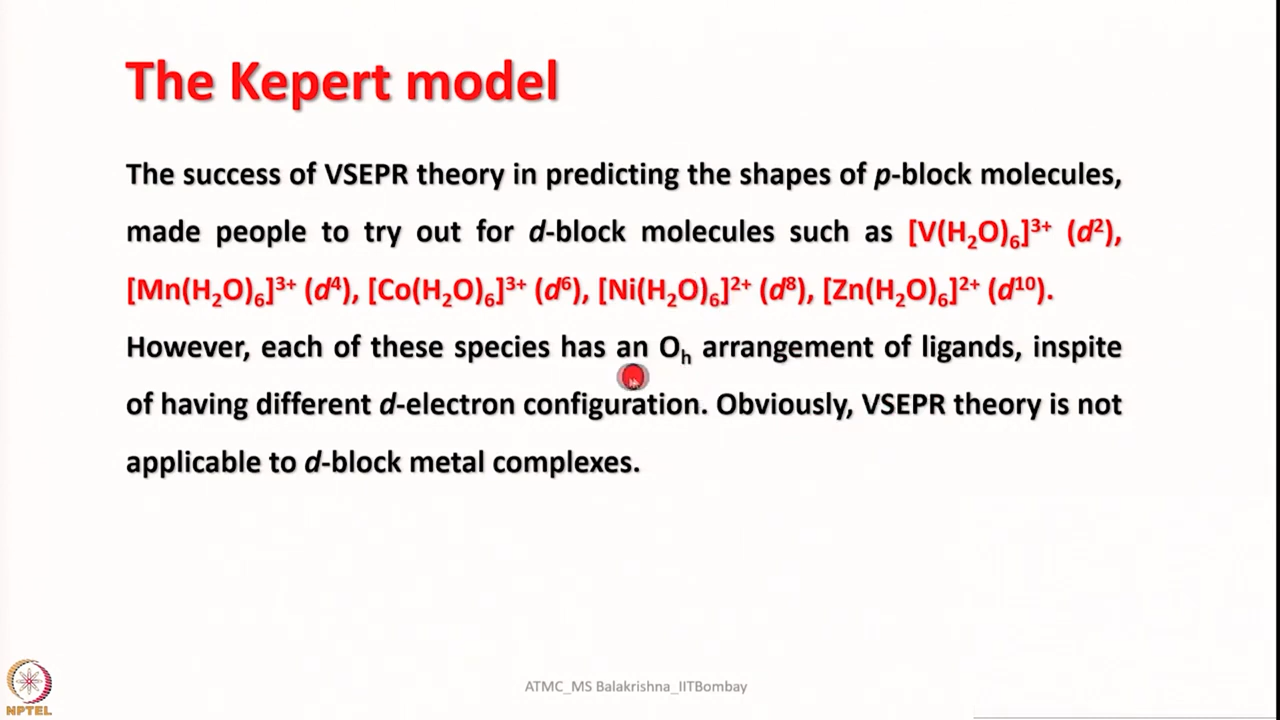 The Kepert model
The success of VSEPR theory in predicting the shapes of p-block molecules,
made people to try out for d-block molecules such as [V(H₂O)₆]³⁺ (d²),
[Mn(H₂O)₆]³⁺ (d⁴), [Co(H₂O)₆]³⁺ (d⁶), [Ni(H₂O)₆]²⁺ (d⁸), [Zn(H₂O)₆]²⁺ (d¹⁰).
However, each of these species has an Oₕ arrangement of ligands, inspite
of having different d-electron configuration. Obviously, VSEPR theory is not
applicable to d-block metal complexes.
ATMC_MS Balakrishna_IITBombay
NPTEL